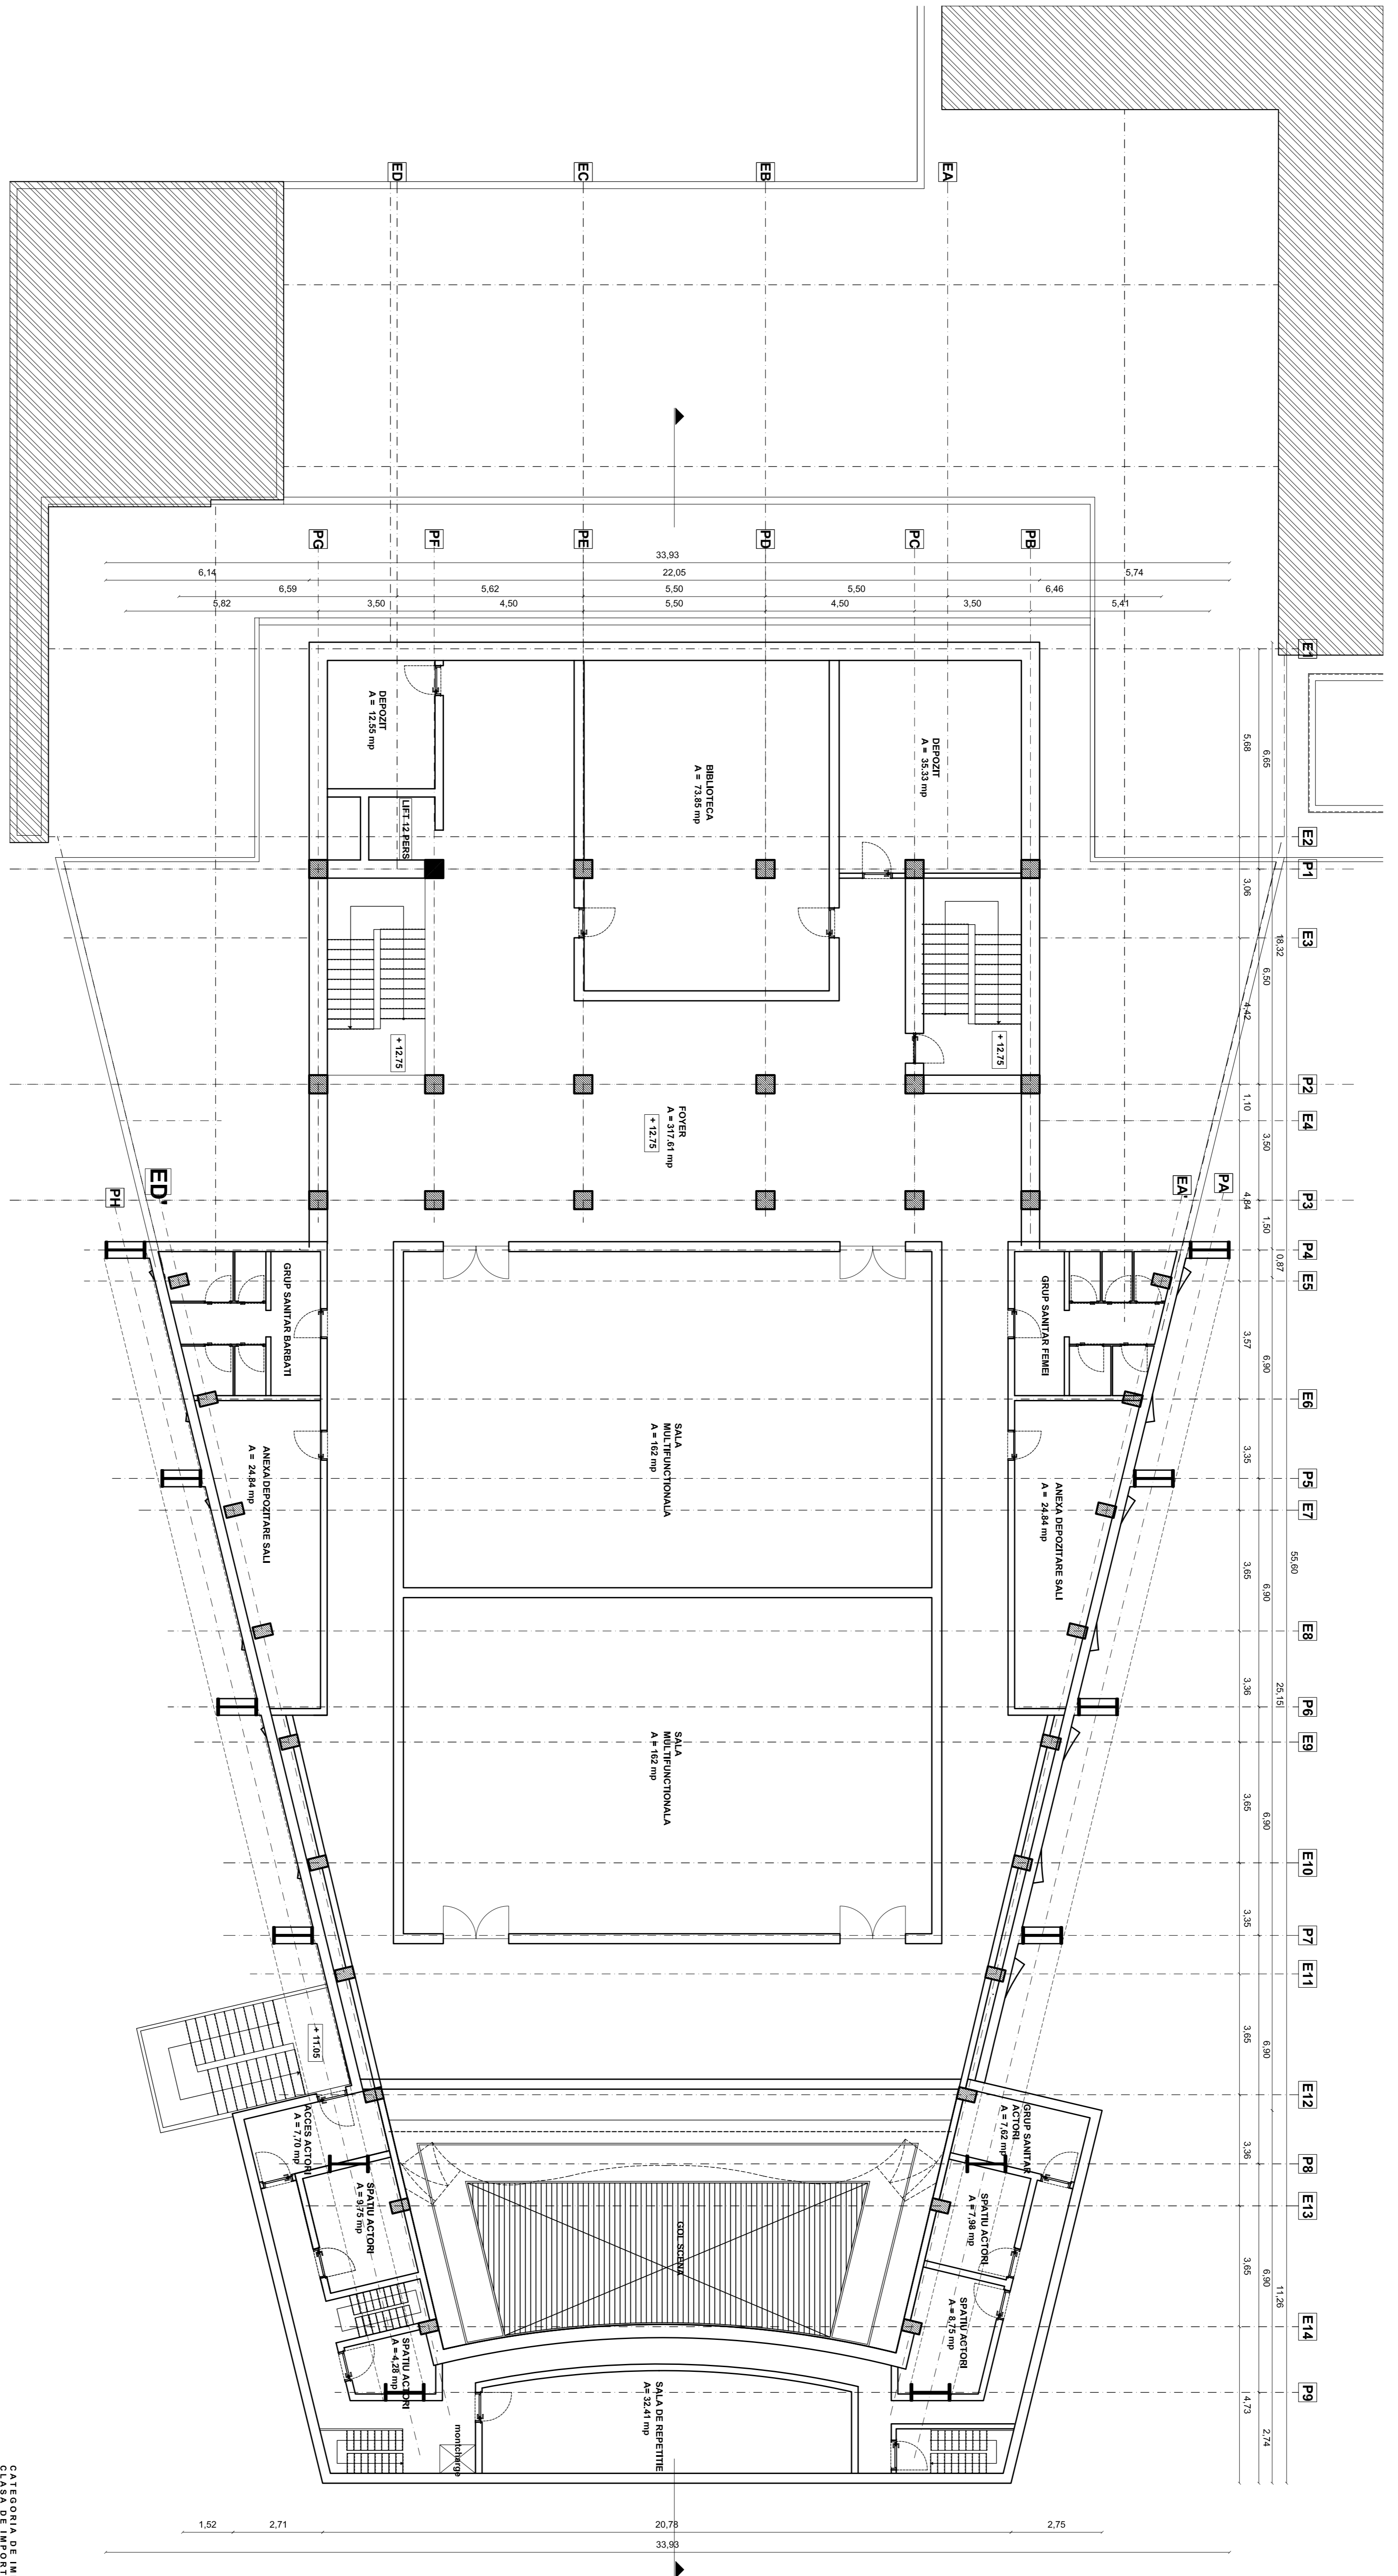 ED
EC
EB
EA
PG
PF
PE
PD
PC
PB
33,93
6,14
22,05
5,74
6,59
5,62
5,50
5,50
6,46
5,82
3,50
4,50
5,50
4,50
3,50
5,41
E1
E2
P1
E3
P2
E4
P3
P4
E5
E6
P5
E7
E8
P6
E9
E10
P7
E11
E12
P8
E13
E14
P9
5,68
3,06
4,42
1,10
4,84
3,57
3,35
3,65
3,36
3,65
3,35
3,65
3,36
3,65
4,73
6,65
6,50
3,50
1,50
0,87
6,90
6,90
6,90
6,90
6,90
2,74
18,32
25,15
11,26
55,60
DEPOZIT
A = 12.55 mp
LIFT 12 PERS
BIBLIOTECA
A = 73.85 mp
DEPOZIT
A = 35.33 mp
+ 12.75
+ 12.75
FOYER
A = 317.61 mp
+ 12.75
PH
ED'
EA'
PA
GRUP SANITAR BARBATI
GRUP SANITAR FEMEI
ANEXA DEPOZITARE SALI
A = 24.84 mp
ANEXA DEPOZITARE SALI
A = 24.84 mp
SALA
MULTIFUNCTIONALA
A = 162 mp
SALA
MULTIFUNCTIONALA
A = 162 mp
+ 11.05
ACCES ACTORI
A = 7,70 mp
SPATIU ACTORI
A = 9,75 mp
SPATIU ACTORI
A = 4,28 mp
GOL SCENA
GRUP SANITAR
ACTORI
A = 7,62 mp
SPATIU ACTORI
A = 7,98 mp
SPATIU ACTORI
A = 8,75 mp
SALA DE REPETITIE
A= 32.41 mp
montcharge
1,52
2,71
20,78
2,75
33,93
CATEGORIA DE IM
CLASA DE IMPORT